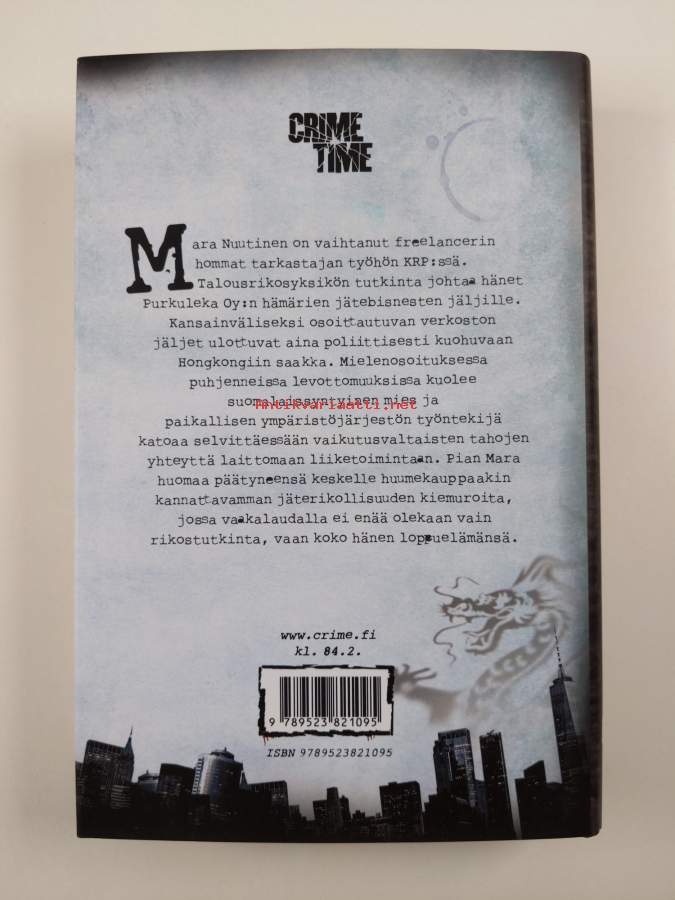 CRIME
TIME
Mara Nuutinen on vaihtanut freelancerin
hommat tarkastajan työhön KRP:ssä.
Talousrikosyksikön tutkinta johtaa hänet
Purkuleka Oy:n hämärien jätebisnesten jäljille.
Kansainväliseksi osoittautuvan verkoston
jäljet ulottuvat aina poliittisesti kuohuvaan
Hongkongiin saakka. Mielenosoituksessa
puhjenneissa levottomuuksissa kuolee
suomalaissyntyinen mies ja
Antikvariaatti.net
paikallisen ympäristöjärjestön työntekijä
katoaa selvittäessään vaikutusvaltaisten tahojen
yhteyttä laittomaan liiketoimintaan. Pian Mara
huomaa päätyneensä keskelle huumekauppaakin
kannattavamman jäterikollisuuden kiemuroita,
jossa vaakalaudalla ei enää olekaan vain
rikostutkinta, vaan koko hänen loppuelämänsä.
www.crime.fi
kl. 84.2.
9 789523 821095
ISBN 9789523821095